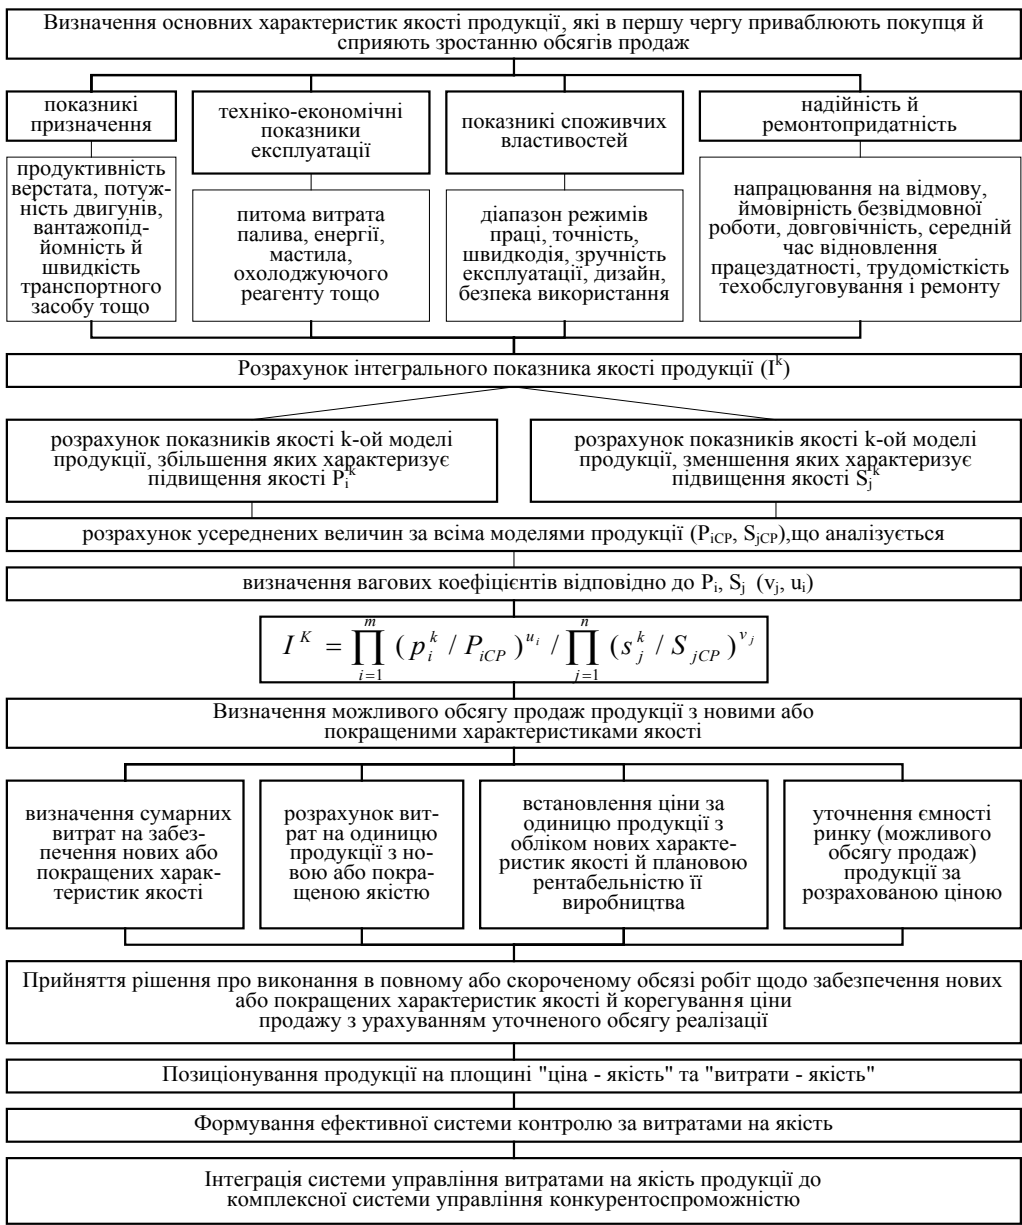 Визначення основних характеристик якості продукції, які в першу чергу приваблюють покупця й
сприяють зростанню обсягів продаж
показникі
призначення
техніко-економічні
показники
експлуатації
показникі споживчих
властивостей
надійність й
ремонтопридатність
продуктивність
верстата, потуж-
ність двигунів,
вантажопід-
йомність й
швидкість
транспортного
засобу тощо
питома витрата
палива, енергії,
мастила,
охолоджуючого
реагенту тощо
діапазон режимів
праці, точність,
швидкодія, зручність
експлуатації, дизайн,
безпека використання
напрацювання на відмову,
ймовірність безвідмовної
роботи, довговічність, середній
час відновлення
працездатності, трудомісткість
техобслуговування і ремонту
Розрахунок інтегрального показника якості продукції (I^k)
розрахунок показників якості k-ой моделі
продукції, збільшення яких характеризує
підвищення якості P_i^k
розрахунок показників якості k-ой моделі
продукції, зменшення яких характеризує
підвищення якості S_j^k
розрахунок усереднених величин за всіма моделями продукції (P_iCP, S_jCP),що аналізується
визначення вагових коефіцієнтів відповідно до P_i, S_j (v_j, u_i)
I^K = ∏_{i=1}^{m} (p_i^k / P_iCP)^{u_i} / ∏_{j=1}^{n} (s_j^k / S_jCP)^{v_j}
Визначення можливого обсягу продаж продукції з новими або
покращеними характеристиками якості
визначення сумарних
витрат на забез-
печення нових або
покращених харак-
теристик якості
розрахунок вит-
рат на одиницю
продукції з но-
вою або покра-
щеною якістю
встановлення ціни за
одиницю продукції з
обліком нових характе-
ристик якості й плановою
рентабельністю її
виробництва
уточнення ємності
ринку (можливого
обсягу продаж)
продукції за
розрахованою ціною
Прийняття рішення про виконання в повному або скороченому обсязі робіт щодо забезпечення нових
або покращених характеристик якості й корегування ціни
продажу з урахуванням уточненого обсягу реалізації
Позиціонування продукції на площині "ціна - якість" та "витрати - якість"
Формування ефективної системи контролю за витратами на якість
Інтеграція системи управління витратами на якість продукції до
комплексної системи управління конкурентоспроможністю